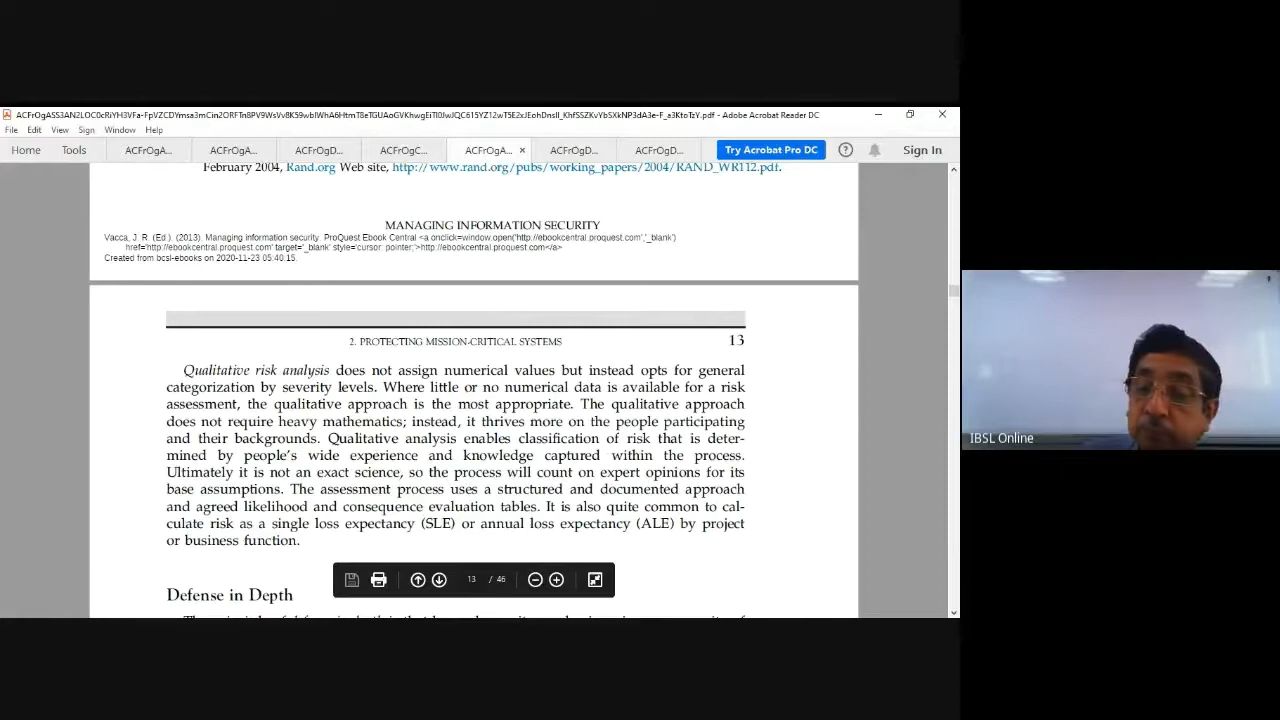 ACFrOgASS3AN2LOC0cRiYH3VFa-FpVZCDYmsa3mCin2ORFTn8PV9WsVv8K59wbIWhA6HtmT8eTGUAoGVKhwgEiTI0JwJQC615YZ12wT5E2xJEohDnslI_KhfSSZKvYbSXkNP3dA3e-F_a3KtoTzY.pdf - Adobe Acrobat Reader DC
File Edit View Sign Window Help
Home Tools ACFrOgA... ACFrOgA... ACFrOgD... ACFrOgC... ACFrOgA... × ACFrOgD... ACFrOgD... Try Acrobat Pro DC Sign In
February 2004, Rand.org Web site, http://www.rand.org/pubs/working_papers/2004/RAND_WR112.pdf.
MANAGING INFORMATION SECURITY
Vacca, J. R. (Ed.). (2013). Managing information security. ProQuest Ebook Central <a onclick=window.open('http://ebookcentral.proquest.com','_blank')
href='http://ebookcentral.proquest.com' target='_blank' style='cursor: pointer;'>http://ebookcentral.proquest.com</a>
Created from bcsl-ebooks on 2020-11-23 05:40:15.
2. PROTECTING MISSION-CRITICAL SYSTEMS 13
Qualitative risk analysis does not assign numerical values but instead opts for general
categorization by severity levels. Where little or no numerical data is available for a risk
assessment, the qualitative approach is the most appropriate. The qualitative approach
does not require heavy mathematics; instead, it thrives more on the people participating
and their backgrounds. Qualitative analysis enables classification of risk that is deter-
mined by people's wide experience and knowledge captured within the process.
Ultimately it is not an exact science, so the process will count on expert opinions for its
base assumptions. The assessment process uses a structured and documented approach
and agreed likelihood and consequence evaluation tables. It is also quite common to cal-
culate risk as a single loss expectancy (SLE) or annual loss expectancy (ALE) by project
or business function.
13 / 46
Defense in Depth
IBSL Online